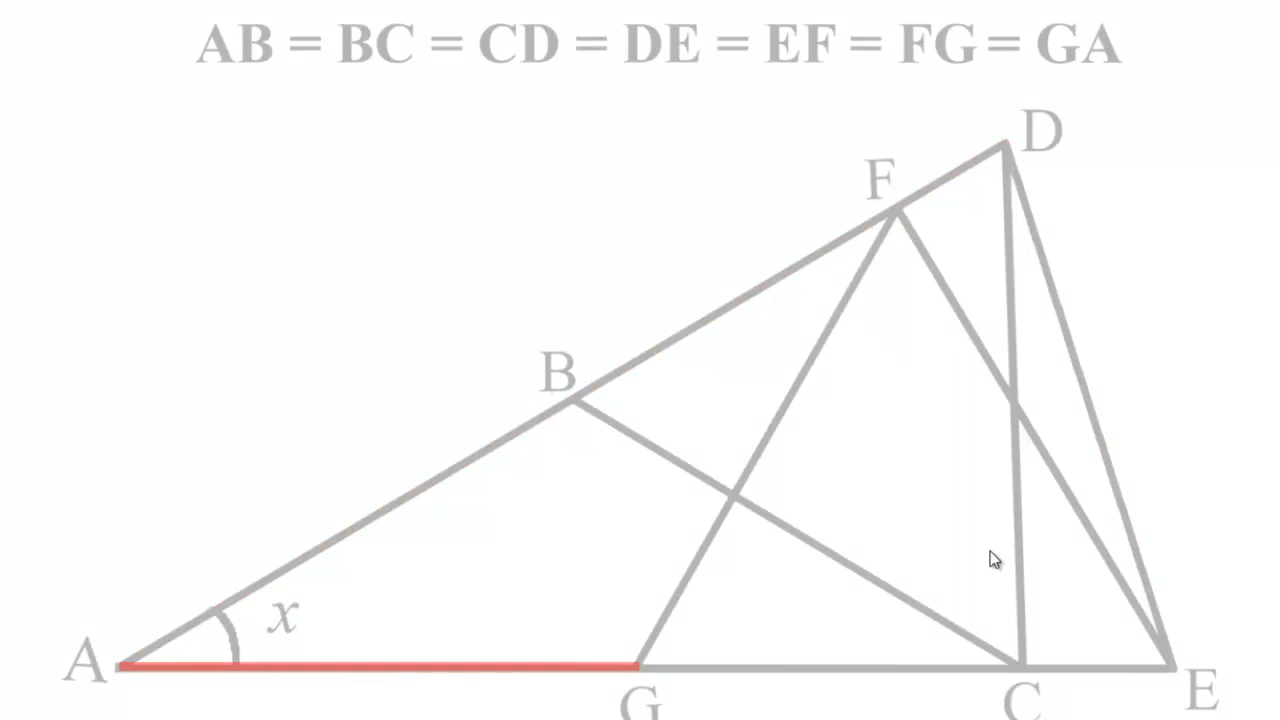 AB = BC = CD = DE = EF = FG = GA
D
F
B
x
A
G
C
E